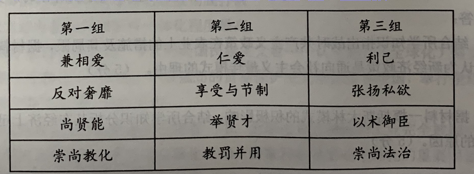 第一组 第二组 第三组
兼相爱 仁爱 利己
反对奢靡 享受与节制 张扬私欲
尚贤能 举贤才 以术御臣
崇尚教化 教罚并用 崇尚法治